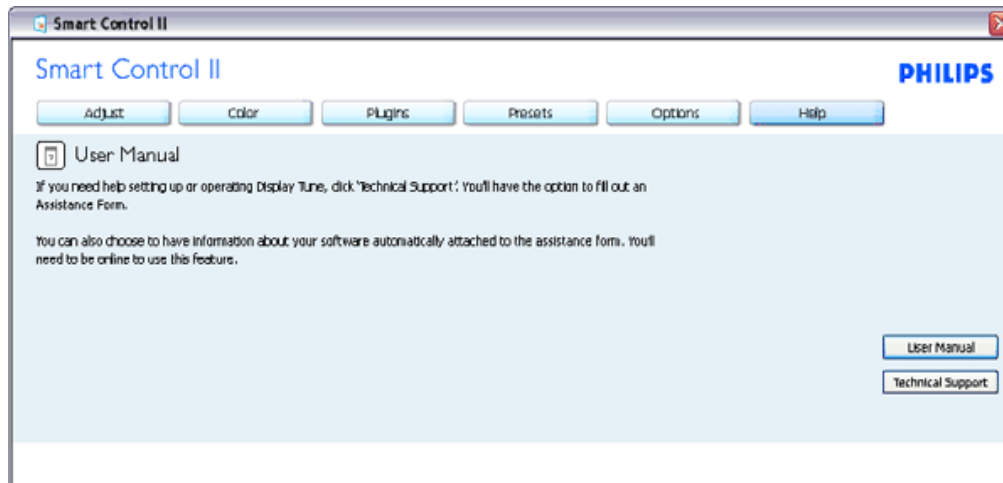 Smart Control II
Smart Control II
PHILIPS
Adjust Color Plugins Presets Options Help
User Manual
If you need help setting up or operating Display Tune, click 'Technical Support'. You'll have the option to fill out an
Assistance Form.
You can also choose to have information about your software automatically attached to the assistance form. You'll
need to be online to use this feature.
User Manual
Technical Support